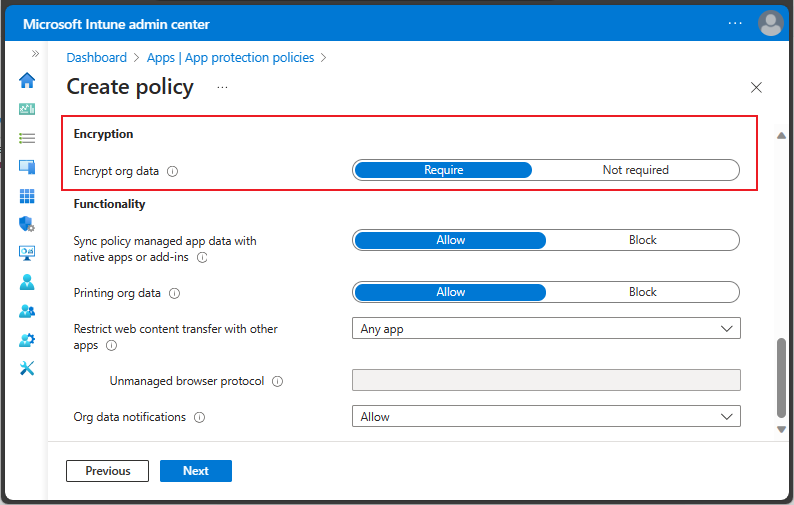 Microsoft Intune admin center
Dashboard > Apps | App protection policies >
Create policy ...
Encryption
Encrypt org data
Require Not required
Functionality
Sync policy managed app data with
native apps or add-ins
Allow Block
Printing org data
Allow Block
Restrict web content transfer with other
apps
Any app
Unmanaged browser protocol
Org data notifications
Allow
Previous Next